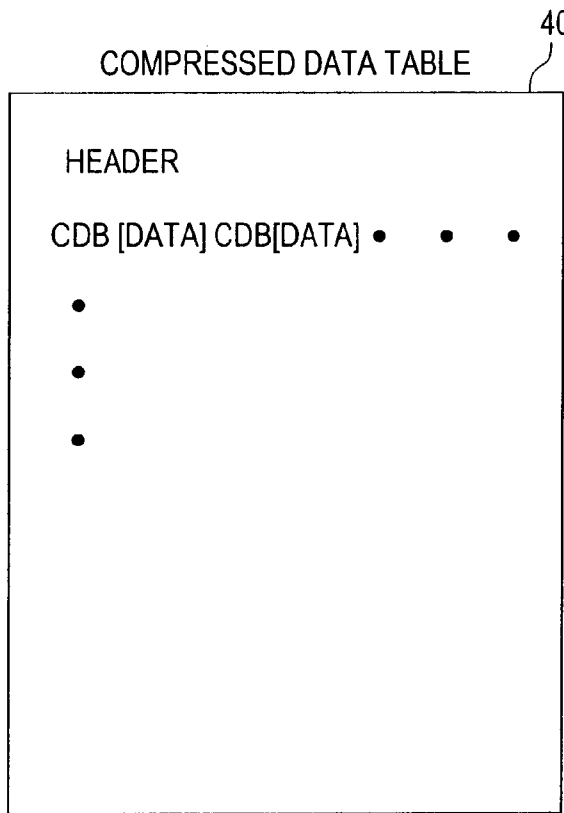 40
COMPRESSED DATA TABLE
HEADER
CDB [DATA] CDB[DATA] • • •
•
•
•